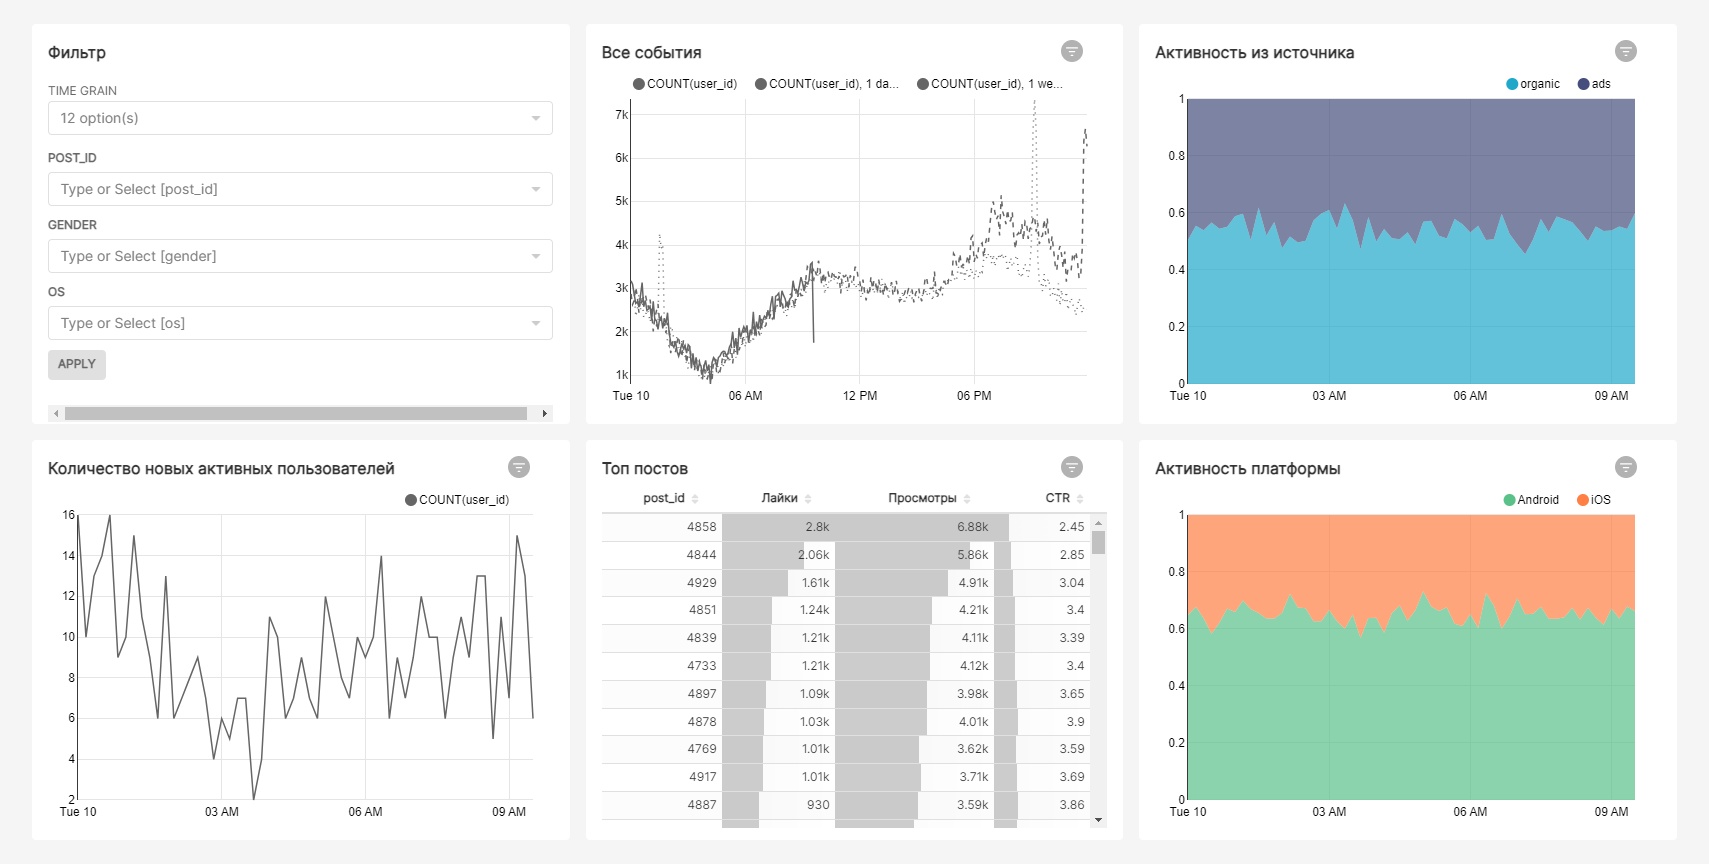 Фильтр
TIME GRAIN
12 option(s)
POST_ID
Type or Select [post_id]
GENDER
Type or Select [gender]
OS
Type or Select [os]
APPLY
Все события
COUNT(user_id) COUNT(user_id), 1 da... COUNT(user_id), 1 we...
7k
6k
5k
4k
3k
2k
1k
Tue 10 06 AM 12 PM 06 PM
Активность из источника
organic ads
1
0.8
0.6
0.4
0.2
0
Tue 10 03 AM 06 AM 09 AM
Количество новых активных пользователей
COUNT(user_id)
16
14
12
10
8
6
4
2
Tue 10 03 AM 06 AM 09 AM
Топ постов
post_id Лайки Просмотры CTR
4858 2.8k 6.88k 2.45
4844 2.06k 5.86k 2.85
4929 1.61k 4.91k 3.04
4851 1.24k 4.21k 3.4
4839 1.21k 4.11k 3.39
4733 1.21k 4.12k 3.4
4897 1.09k 3.98k 3.65
4878 1.03k 4.01k 3.9
4769 1.01k 3.62k 3.59
4917 1.01k 3.71k 3.69
4887 930 3.59k 3.86
Активность платформы
Android iOS
1
0.8
0.6
0.4
0.2
0
Tue 10 03 AM 06 AM 09 AM